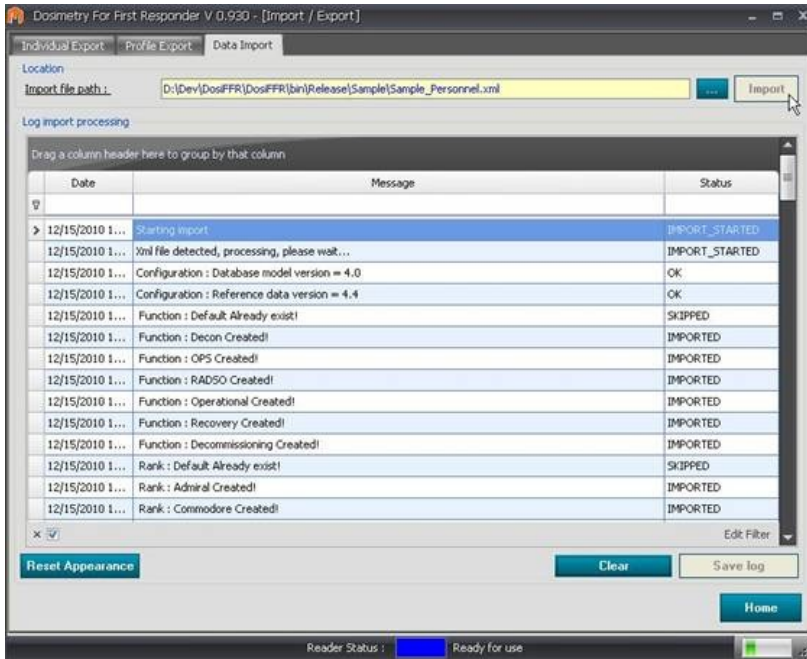 Dosimetry For First Responder V 0.930 - [Import / Export]
Individual Export Profile Export Data Import
Location
Import file path : D:\Dev\DosiFFR\DosiFFR\bin\Release\Sample\Sample_Personnel.xml ... Import
Log import processing
Drag a column header here to group by that column
Date Message Status
12/15/2010 1... Starting import IMPORT_STARTED
12/15/2010 1... Xml file detected, processing, please wait... IMPORT_STARTED
12/15/2010 1... Configuration : Database model version = 4.0 OK
12/15/2010 1... Configuration : Reference data version = 4.4 OK
12/15/2010 1... Function : Default Already exist! SKIPPED
12/15/2010 1... Function : Decon Created! IMPORTED
12/15/2010 1... Function : OPS Created! IMPORTED
12/15/2010 1... Function : RADSO Created! IMPORTED
12/15/2010 1... Function : Operational Created! IMPORTED
12/15/2010 1... Function : Recovery Created! IMPORTED
12/15/2010 1... Function : Decommissioning Created! IMPORTED
12/15/2010 1... Rank : Default Already exist! SKIPPED
12/15/2010 1... Rank : Admiral Created! IMPORTED
12/15/2010 1... Rank : Commodore Created! IMPORTED
Edit Filter
Reset Appearance Clear Save log
Home
Reader Status : Ready for use